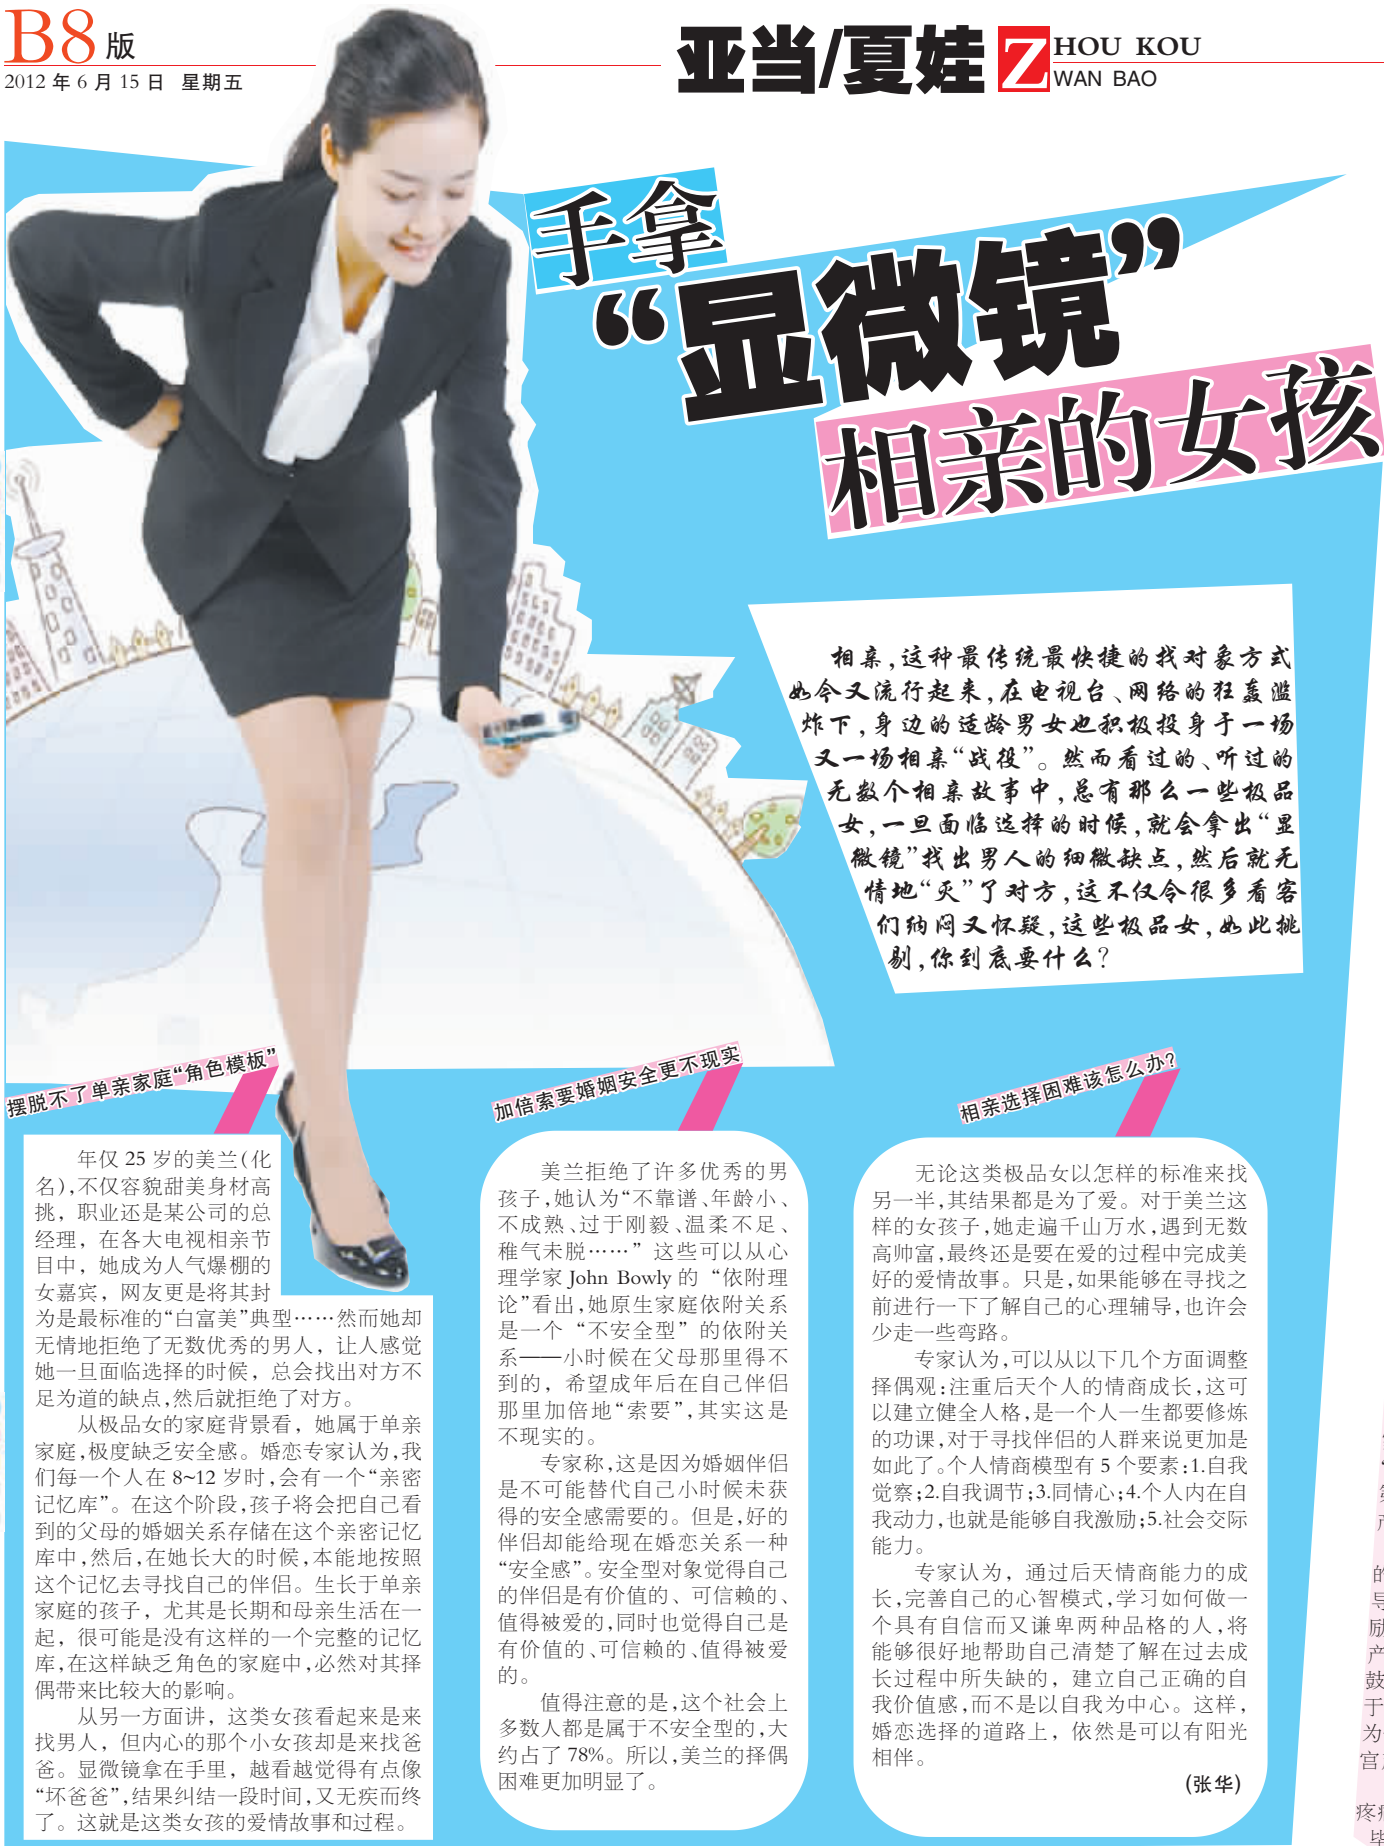 B8版
2012 年 6 月 15 日 星期五
亚当/夏娃
ZHOU KOU
WAN BAO
手拿
“显微镜”
相亲的女孩
相亲,这种最传统最快捷的找对象方式
如今又流行起来,在电视台、网络的狂轰滥
炸下,身边的适龄男女也积极投身于一场
又一场相亲“战役”。然而看过的、听过的
无数个相亲故事中,总有那么一些极品
女,一旦面临选择的时候,就会拿出“显
微镜”找出男人的细微缺点,然后就无
情地“灭”了对方,这不仅令很多看客
们纳闷又怀疑,这些极品女,如此挑
剔,你到底要什么?
摆脱不了单亲家庭“角色模板”
年仅 25 岁的美兰(化
名),不仅容貌甜美身材高
挑，职业还是某公司的总
经理，在各大电视相亲节
目中，她成为人气爆棚的
女嘉宾，网友更是将其封
为是最标准的“白富美”典型……然而她却
无情地拒绝了无数优秀的男人，让人感觉
她一旦面临选择的时候，总会找出对方不
足为道的缺点,然后就拒绝了对方。
从极品女的家庭背景看，她属于单亲
家庭,极度缺乏安全感。婚恋专家认为,我
们每一个人在 8~12 岁时,会有一个“亲密
记忆库”。在这个阶段,孩子将会把自己看
到的父母的婚姻关系存储在这个亲密记忆
库中,然后,在她长大的时候,本能地按照
这个记忆去寻找自己的伴侣。生长于单亲
家庭的孩子，尤其是长期和母亲生活在一
起，很可能是没有这样的一个完整的记忆
库,在这样缺乏角色的家庭中,必然对其择
偶带来比较大的影响。
从另一方面讲，这类女孩看起来是来
找男人，但内心的那个小女孩却是来找爸
爸。显微镜拿在手里，越看越觉得有点像
“坏爸爸”,结果纠结一段时间,又无疾而终
了。这就是这类女孩的爱情故事和过程。
加倍索要婚姻安全更不现实
美兰拒绝了许多优秀的男
孩子,她认为“不靠谱、年龄小、
不成熟、过于刚毅、温柔不足、
稚气未脱……”这些可以从心
理学家 John Bowly 的“依附理
论”看出,她原生家庭依附关系
是一个“不安全型”的依附关
系——小时候在父母那里得不
到的，希望成年后在自己伴侣
那里加倍地“索要”,其实这是
不现实的。
专家称,这是因为婚姻伴侣
是不可能替代自己小时候未获
得的安全感需要的。但是,好的
伴侣却能给现在婚恋关系一种
“安全感”。安全型对象觉得自己
的伴侣是有价值的、可信赖的、
值得被爱的,同时也觉得自己是
有价值的、可信赖的、值得被爱
的。
值得注意的是,这个社会上
多数人都是属于不安全型的,大
约占了 78%。所以,美兰的择偶
困难更加明显了。
相亲选择困难该怎么办?
无论这类极品女以怎样的标准来找
另一半,其结果都是为了爱。对于美兰这
样的女孩子,她走遍千山万水,遇到无数
高帅富,最终还是要在爱的过程中完成美
好的爱情故事。只是,如果能够在寻找之
前进行一下了解自己的心理辅导,也许会
少走一些弯路。
专家认为,可以从以下几个方面调整
择偶观:注重后天个人的情商成长,这可
以建立健全人格,是一个人一生都要修炼
的功课,对于寻找伴侣的人群来说更加是
如此了。个人情商模型有 5 个要素:1.自我
觉察;2.自我调节;3.同情心;4.个人内在自
我动力,也就是能够自我激励;5.社会交际
能力。
专家认为，通过后天情商能力的成
长,完善自己的心智模式,学习如何做一
个具有自信而又谦卑两种品格的人,将
能够很好地帮助自己清楚了解在过去成
长过程中所失缺的，建立自己正确的自
我价值感,而不是以自我为中心。这样,
婚恋选择的道路上，依然是可以有阳光
相伴。
(张华)
的
导
励
产
鼓
于
为
宫